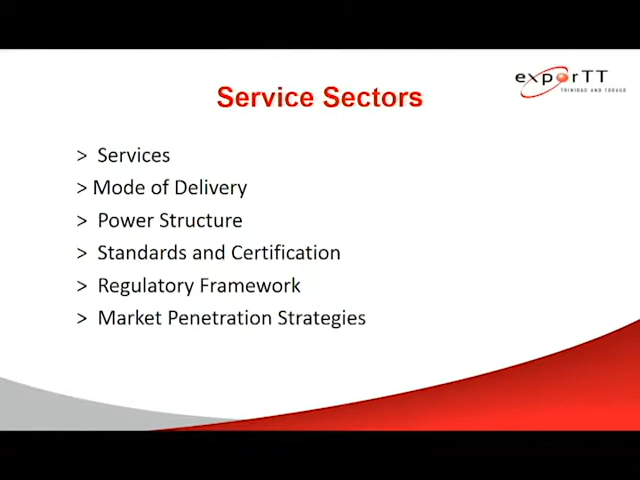 exporTT
TRINIDAD AND TOBAGO
Service Sectors
> Services
> Mode of Delivery
> Power Structure
> Standards and Certification
> Regulatory Framework
> Market Penetration Strategies